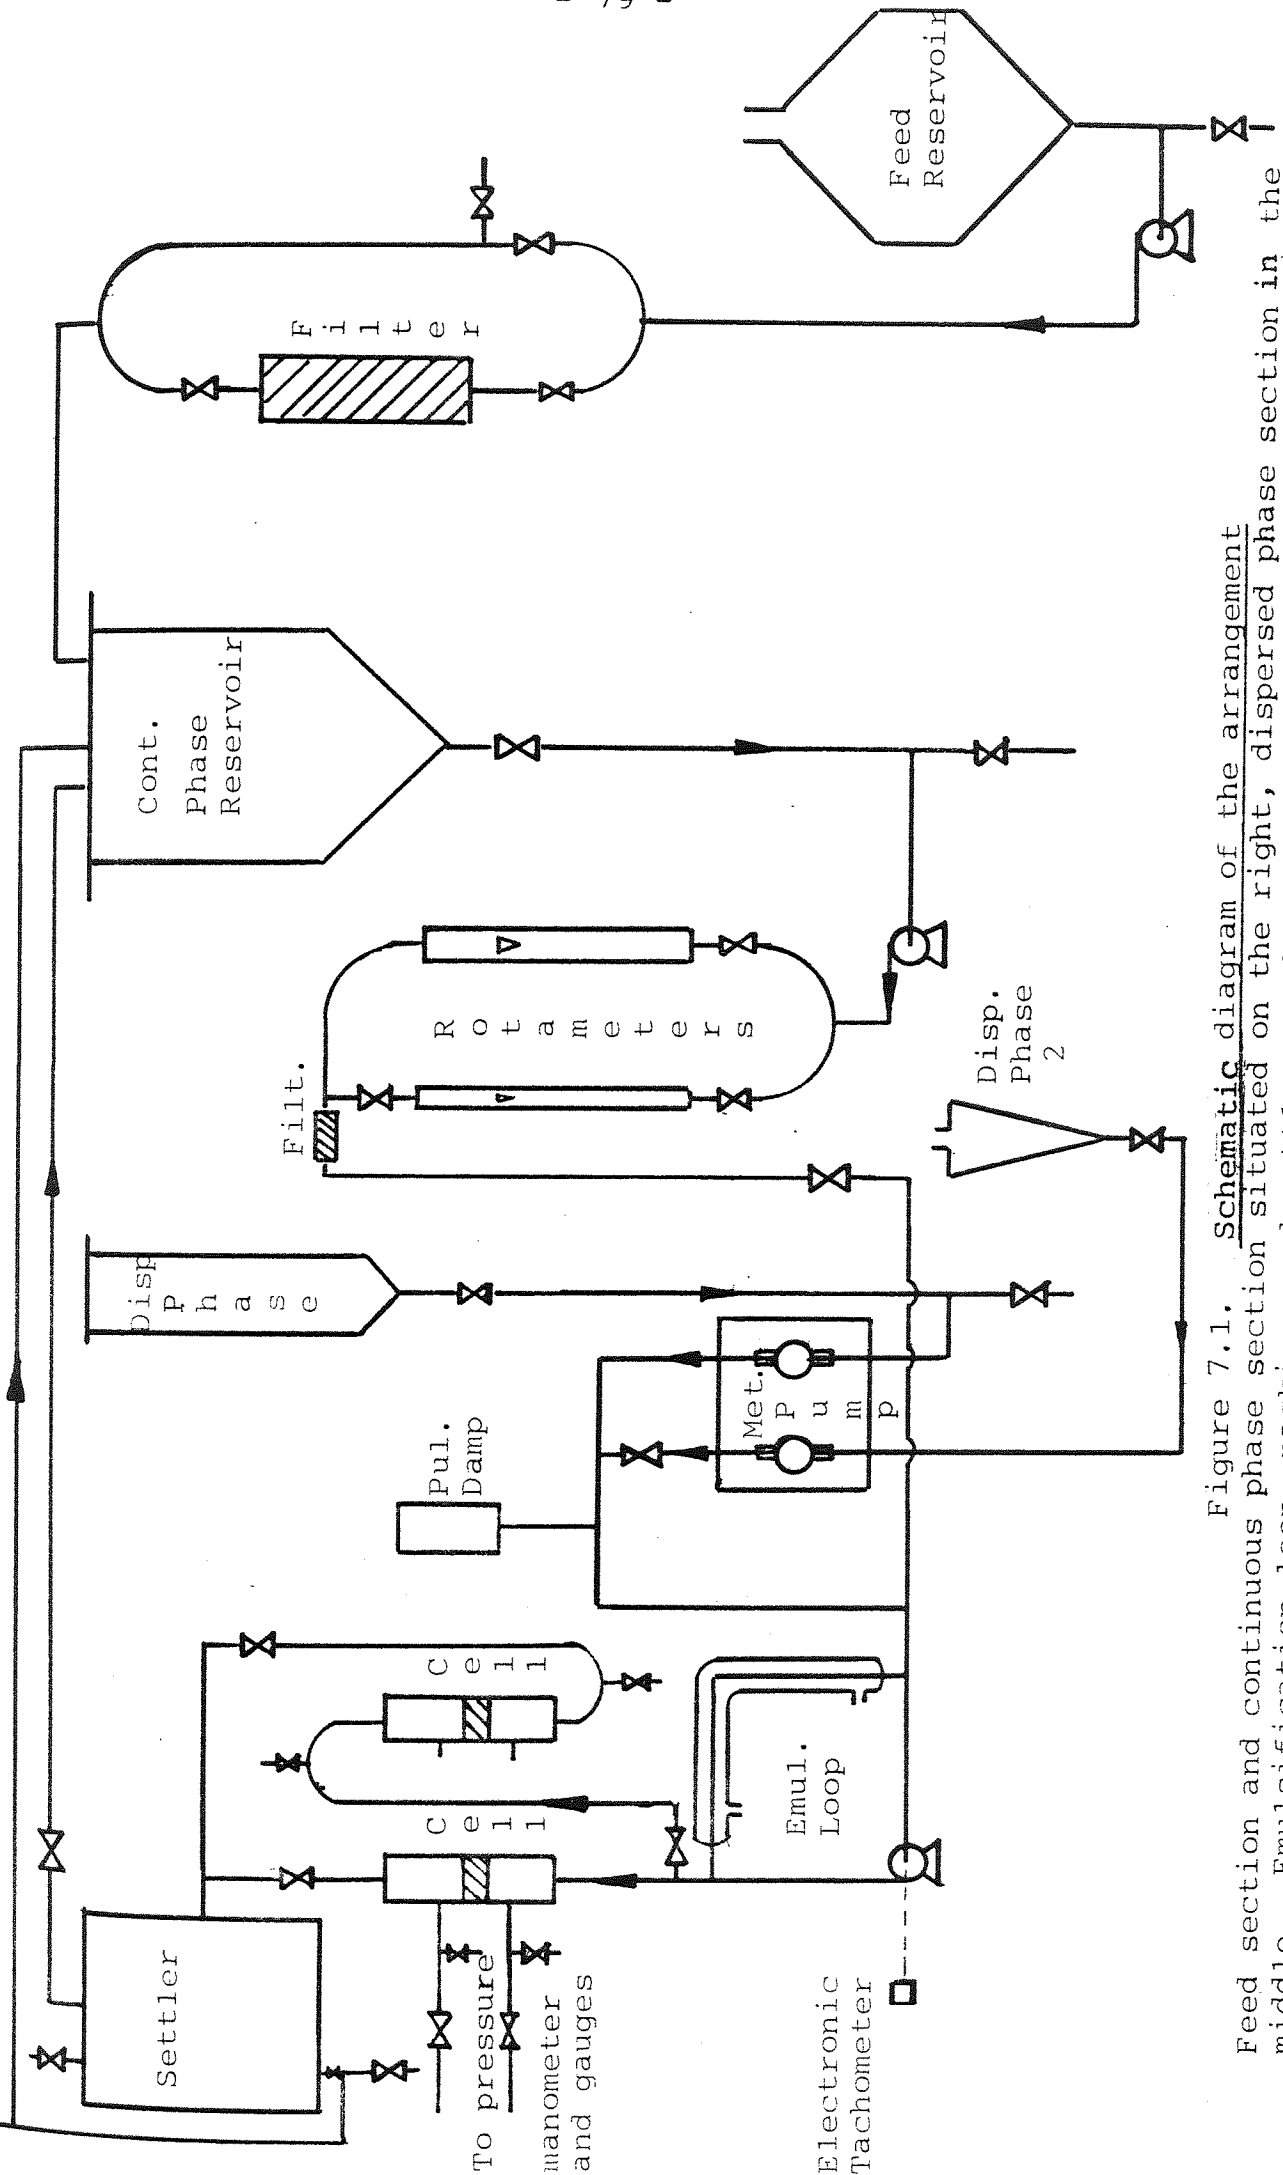 - 79 -
Feed
Reservoir
Filter
Cont.
Phase
Reservoir
Rotameters
Filt.
Disp.
Phase
2
Disp
Phase
Met.
Pump
Pul.
Damp
Cell
Cell
Emul.
Loop
Settler
To pressure
manometer
and gauges
Electronic
Tachometer
Figure 7.1. Schematic diagram of the arrangement
Feed section and continuous phase section situated on the right, dispersed phase section in the
middle. Emulsification loop,